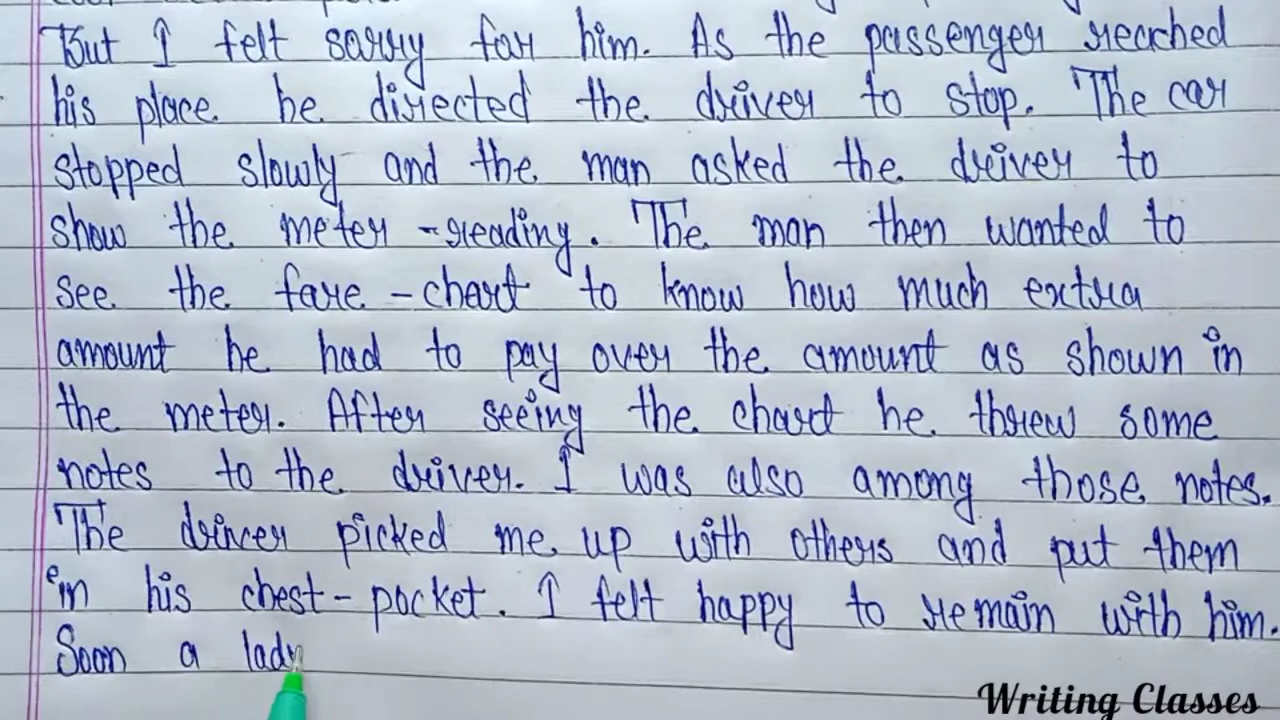 But I felt sorry for him. As the passenger reached
his place he directed the driver to stop. The car
stopped slowly and the man asked the driver to
show the meter -reading. The man then wanted to
see the fare - chart to know how much extra
amount he had to pay over the amount as shown in
the meter. After seeing the chart he threw some
notes to the driver. I was also among those notes.
The driver picked me up with others and put them
in his chest - pocket. I felt happy to remain with him.
Soon a lady
Writing Classes